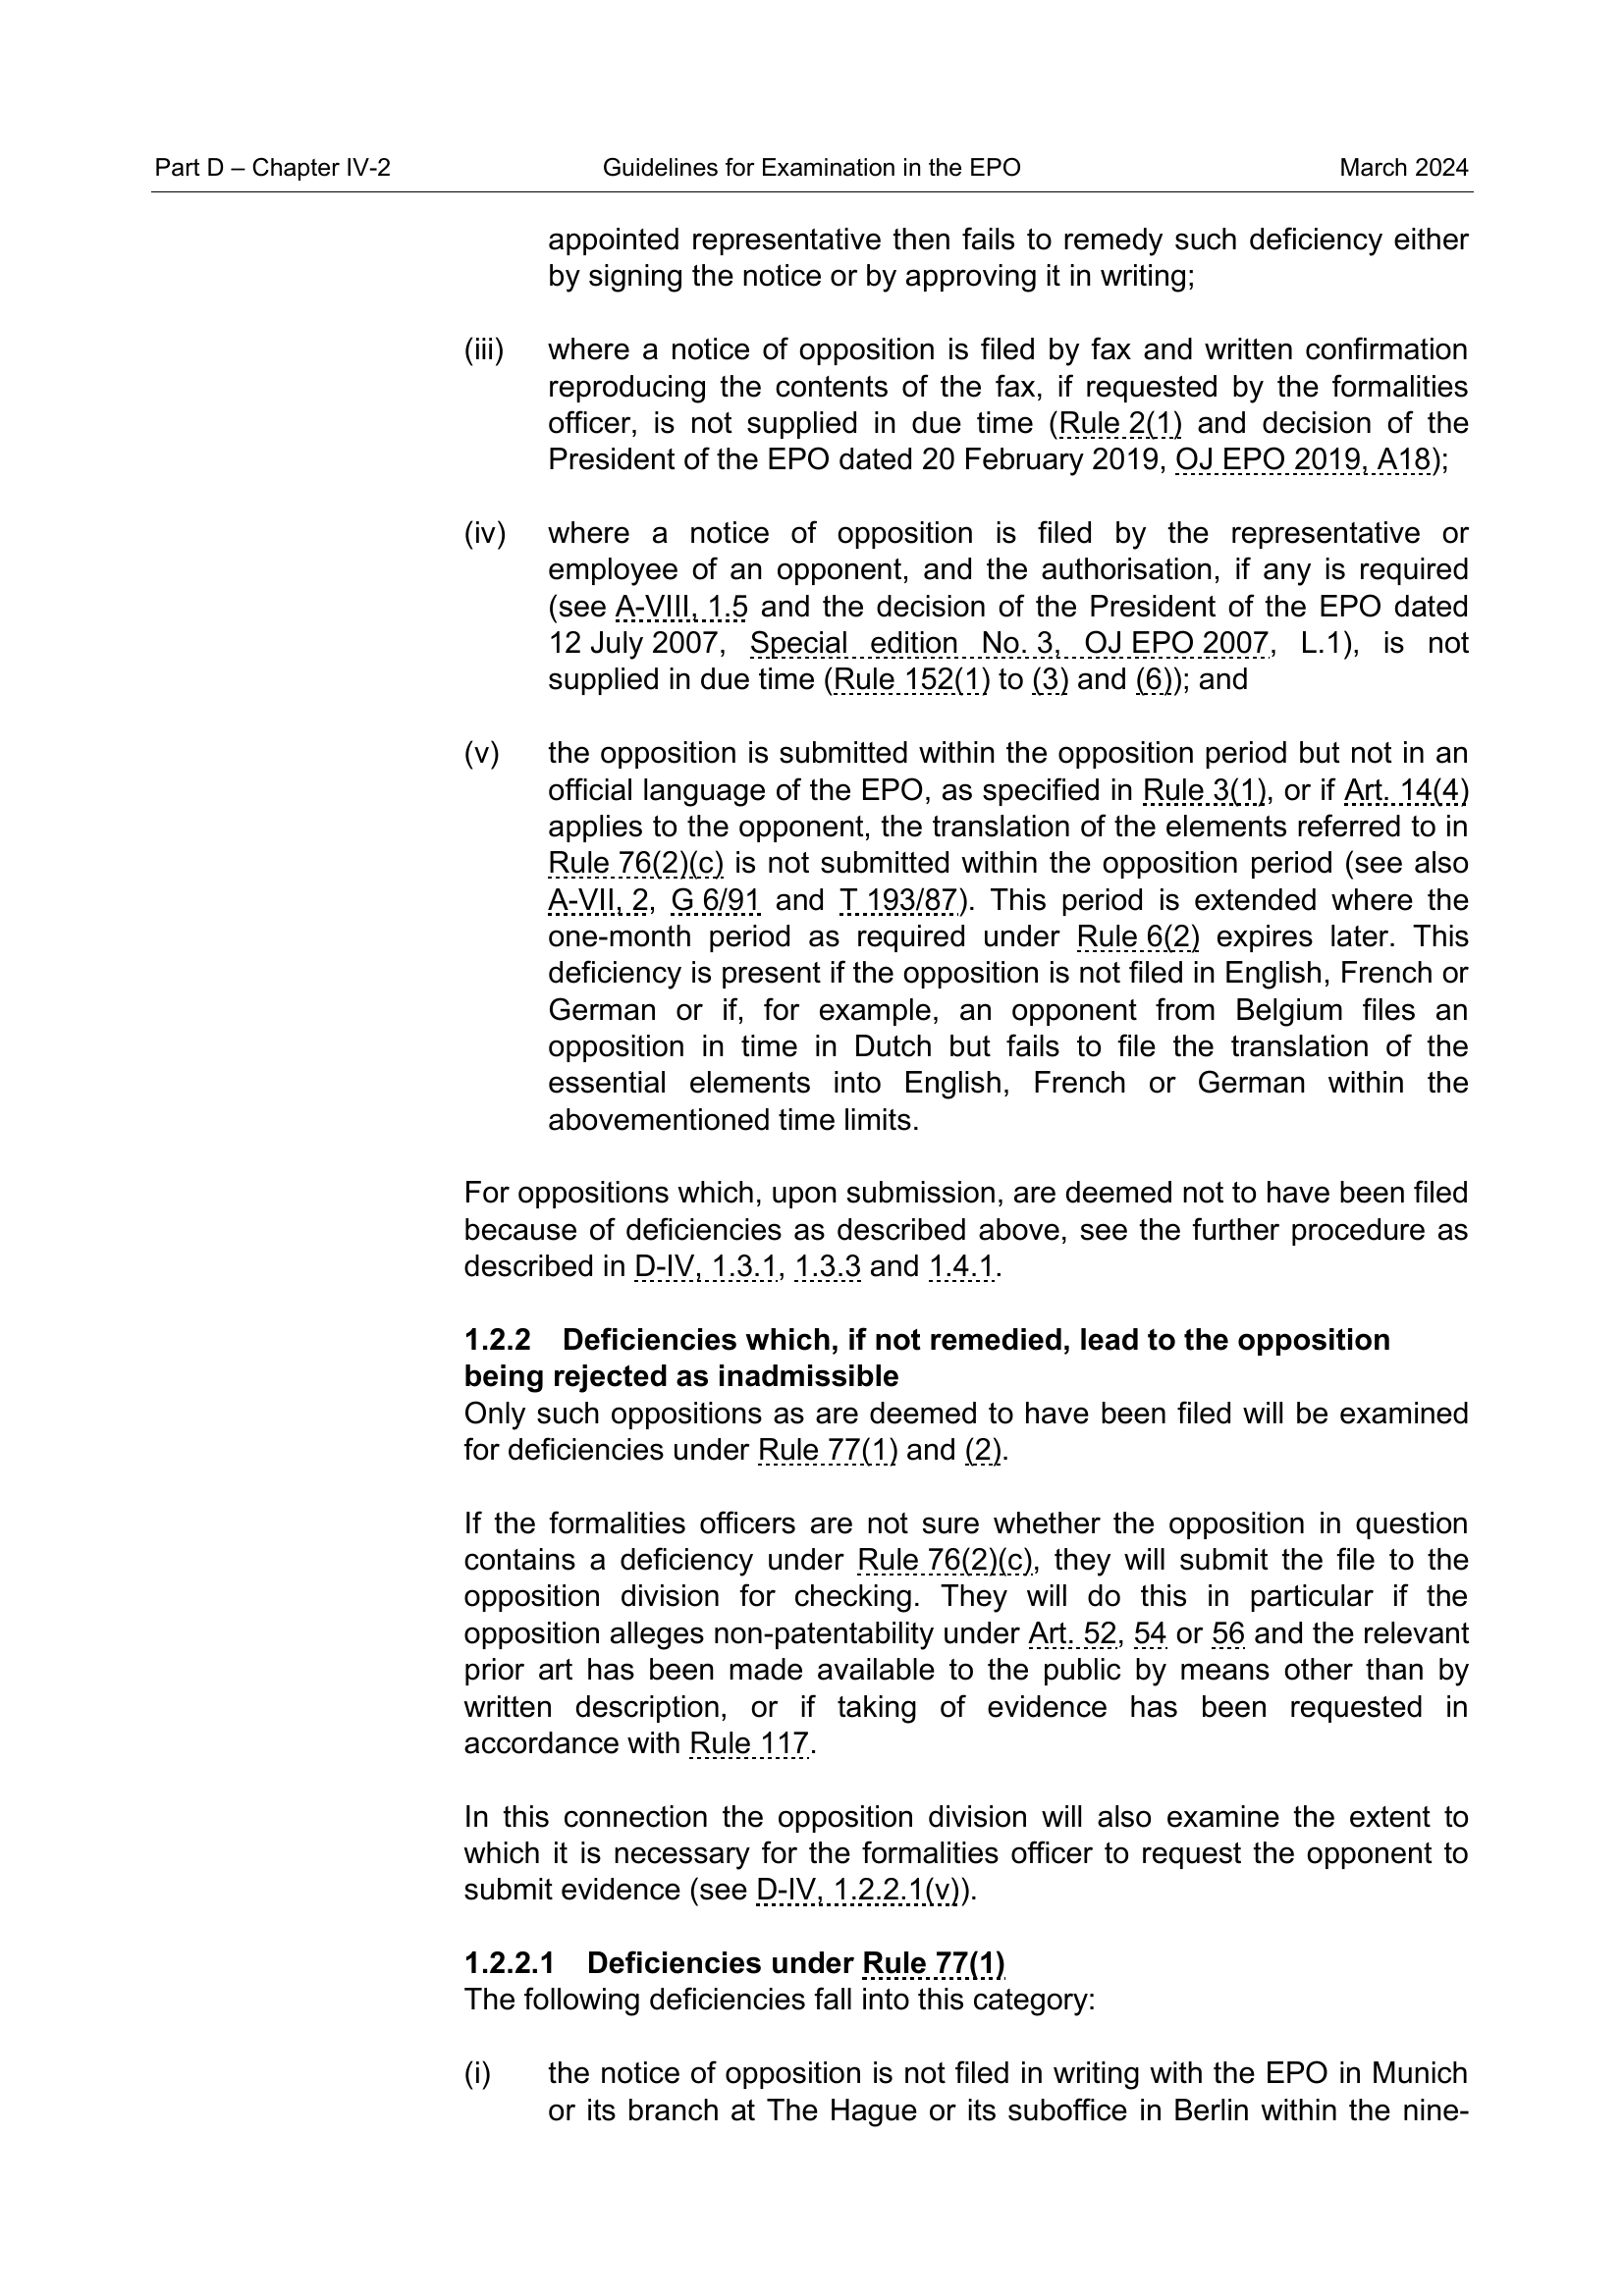 Part D – Chapter IV-2 Guidelines for Examination in the EPO March 2024
appointed representative then fails to remedy such deficiency either
by signing the notice or by approving it in writing;
(iii) where a notice of opposition is filed by fax and written confirmation
reproducing the contents of the fax, if requested by the formalities
officer, is not supplied in due time (Rule 2(1) and decision of the
President of the EPO dated 20 February 2019, OJ EPO 2019, A18);
(iv) where a notice of opposition is filed by the representative or
employee of an opponent, and the authorisation, if any is required
(see A-VIII, 1.5 and the decision of the President of the EPO dated
12 July 2007, Special edition No. 3, OJ EPO 2007, L.1), is not
supplied in due time (Rule 152(1) to (3) and (6)); and
(v) the opposition is submitted within the opposition period but not in an
official language of the EPO, as specified in Rule 3(1), or if Art. 14(4)
applies to the opponent, the translation of the elements referred to in
Rule 76(2)(c) is not submitted within the opposition period (see also
A-VII, 2, G 6/91 and T 193/87). This period is extended where the
one-month period as required under Rule 6(2) expires later. This
deficiency is present if the opposition is not filed in English, French or
German or if, for example, an opponent from Belgium files an
opposition in time in Dutch but fails to file the translation of the
essential elements into English, French or German within the
abovementioned time limits.
For oppositions which, upon submission, are deemed not to have been filed
because of deficiencies as described above, see the further procedure as
described in D-IV, 1.3.1, 1.3.3 and 1.4.1.
1.2.2 Deficiencies which, if not remedied, lead to the opposition
being rejected as inadmissible
Only such oppositions as are deemed to have been filed will be examined
for deficiencies under Rule 77(1) and (2).
If the formalities officers are not sure whether the opposition in question
contains a deficiency under Rule 76(2)(c), they will submit the file to the
opposition division for checking. They will do this in particular if the
opposition alleges non-patentability under Art. 52, 54 or 56 and the relevant
prior art has been made available to the public by means other than by
written description, or if taking of evidence has been requested in
accordance with Rule 117.
In this connection the opposition division will also examine the extent to
which it is necessary for the formalities officer to request the opponent to
submit evidence (see D-IV, 1.2.2.1(v)).
1.2.2.1 Deficiencies under Rule 77(1)
The following deficiencies fall into this category:
(i) the notice of opposition is not filed in writing with the EPO in Munich
or its branch at The Hague or its suboffice in Berlin within the nine-